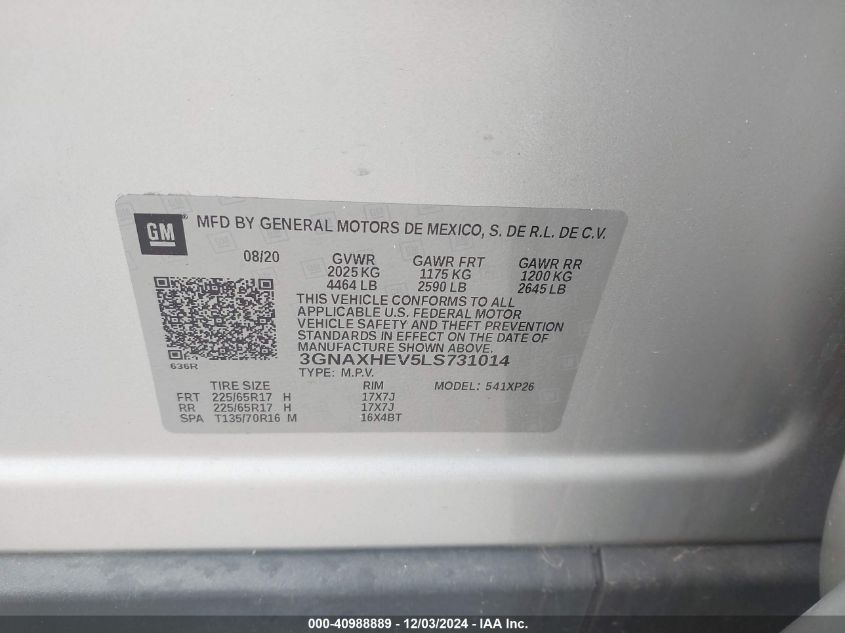 GM ® MFD BY GENERAL MOTORS DE MEXICO, S. DE R.L. DE C.V.
08/20 GVWR GAWR FRT GAWR RR
2025 KG 1175 KG 1200 KG
4464 LB 2590 LB 2645 LB
THIS VEHICLE CONFORMS TO ALL
APPLICABLE U.S. FEDERAL MOTOR
VEHICLE SAFETY AND THEFT PREVENTION
STANDARDS IN EFFECT ON THE DATE OF
MANUFACTURE SHOWN ABOVE.
636R 3GNAXHEV5LS731014
TYPE: M.P.V. MODEL: 541XP26
TIRE SIZE RIM
FRT 225/65R17 H 17X7J
RR 225/65R17 H 17X7J
SPA T135/70R16 M 16X4BT
000-40988889 - 12/03/2024 - IAA Inc.